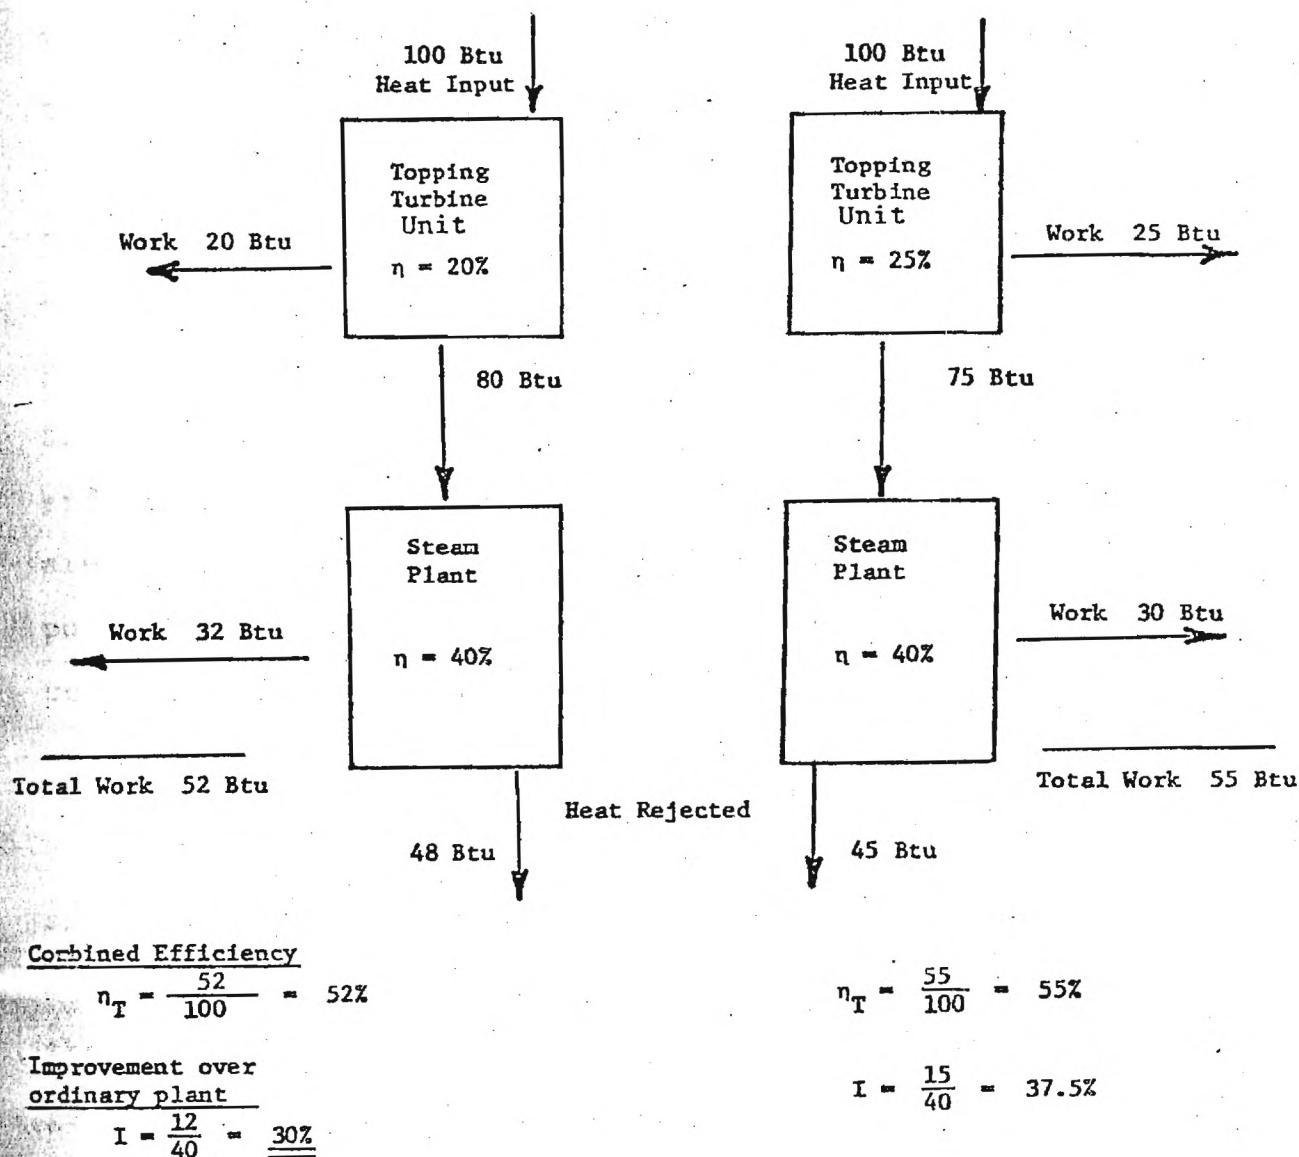 100 Btu
Heat Input
Topping
Turbine
Unit
η = 20%
Work 20 Btu
80 Btu
Steam
Plant
η = 40%
Work 32 Btu
Total Work 52 Btu
48 Btu
Heat Rejected
100 Btu
Heat Input
Topping
Turbine
Unit
η = 25%
Work 25 Btu
75 Btu
Steam
Plant
η = 40%
Work 30 Btu
Total Work 55 Btu
45 Btu
Combined Efficiency
η_T = 52/100 = 52%
Improvement over
ordinary plant
I = 12/40 = 30%
η_T = 55/100 = 55%
I = 15/40 = 37.5%